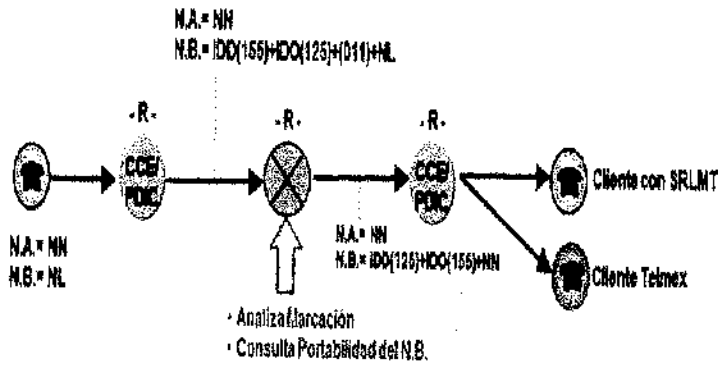 N.A.= NN
N.B.= IDO(155)+IDO(125)+(011)+NL
- R -
- R -
- R -
CCE/
PDIC.
CCE/
PDIC.
Cliente con SRLMT
N.A.= NN
N.B.= NL
N.A.= NN
N.B.= IDO(125)+IDO(155)+NN
Cliente Telmex
- Analiza Marcación
- Consulta Portabilidad del N.B.